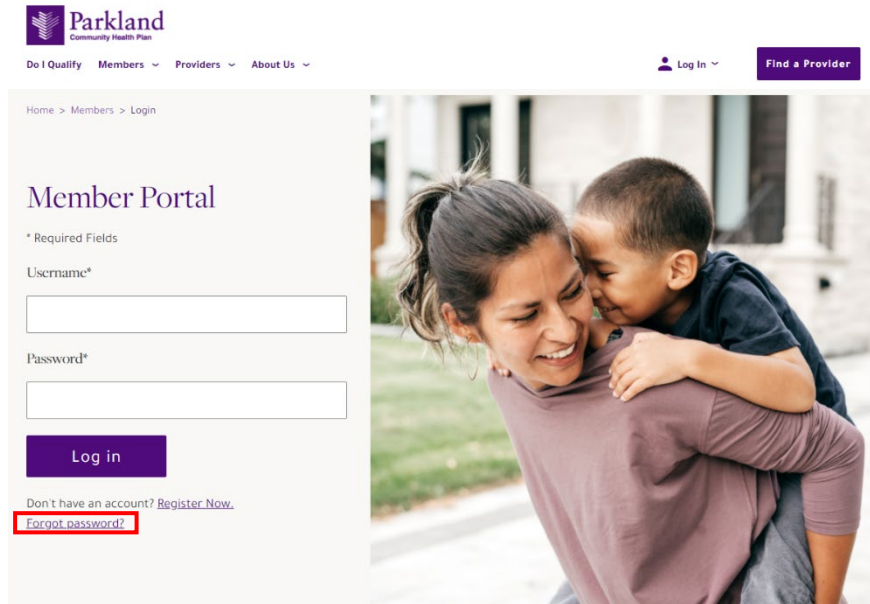 Parkland
Community Health Plan
Do I Qualify Members Providers About Us Log In Find a Provider
Home > Members > Login
Member Portal
* Required Fields
Username*
Password*
Log in
Don't have an account? Register Now.
Forgot password?